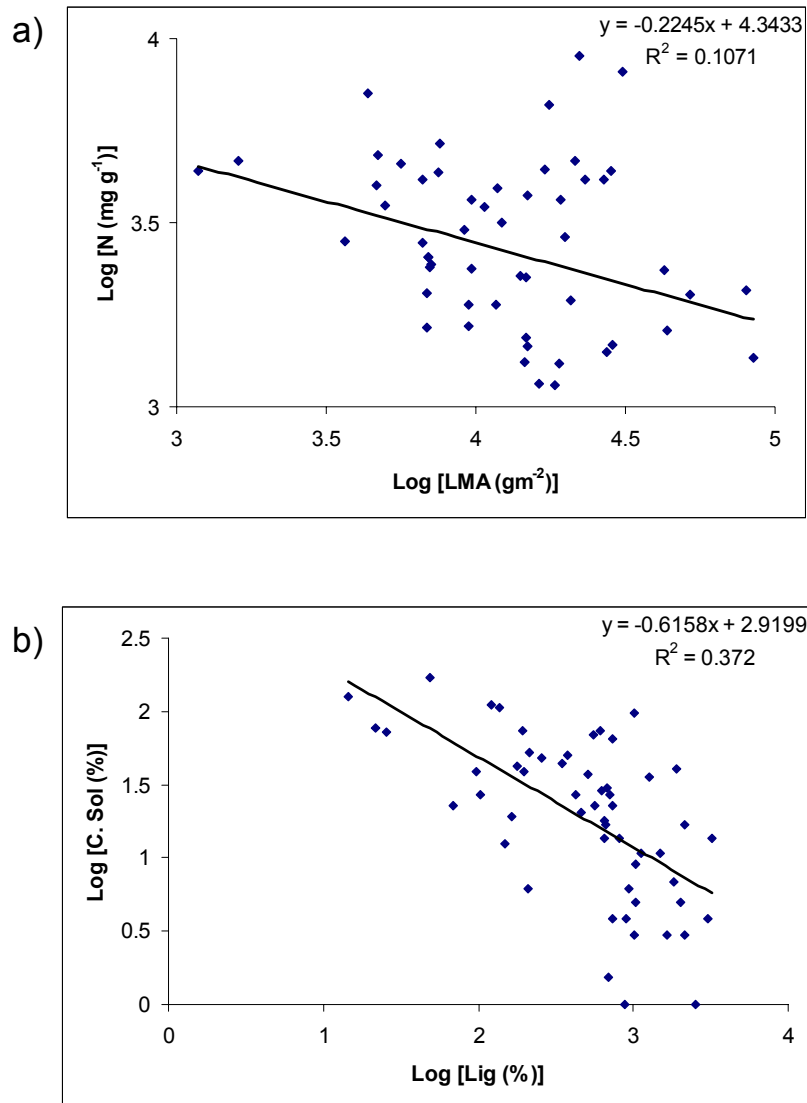 a)
y = -0.2245x + 4.3433
R² = 0.1071
4
3.5
3
Log [N (mg g⁻¹)]
3 3.5 4 4.5 5
Log [LMA (gm⁻²)]
b)
y = -0.6158x + 2.9199
R² = 0.372
2.5
2
1.5
1
0.5
0
Log [C. Sol (%)]
0 1 2 3 4
Log [Lig (%)]